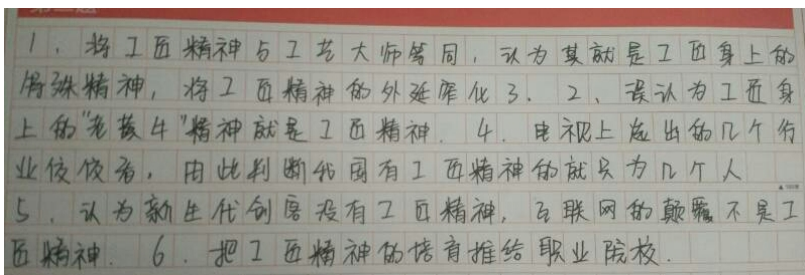 1、将工匠精神与工艺大师等同,认为其就是工匠身上的
特殊精神,将工匠精神的外延窄化了. 2、误认为工匠身
上的"老黄牛"精神就是工匠精神. 4. 电视上选出的几个行
业佼佼者,由此判断我国有工匠精神的就只为几个人
5、认为新生代创客没有工匠精神,互联网的颠覆不是工
匠精神. 6. 把工匠精神的培育推给职业院校.